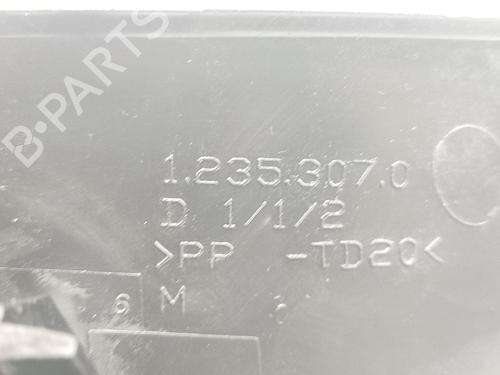 B-PARTS
1.235.307.0
D 1/1/2
>PP -TD20<
6 M